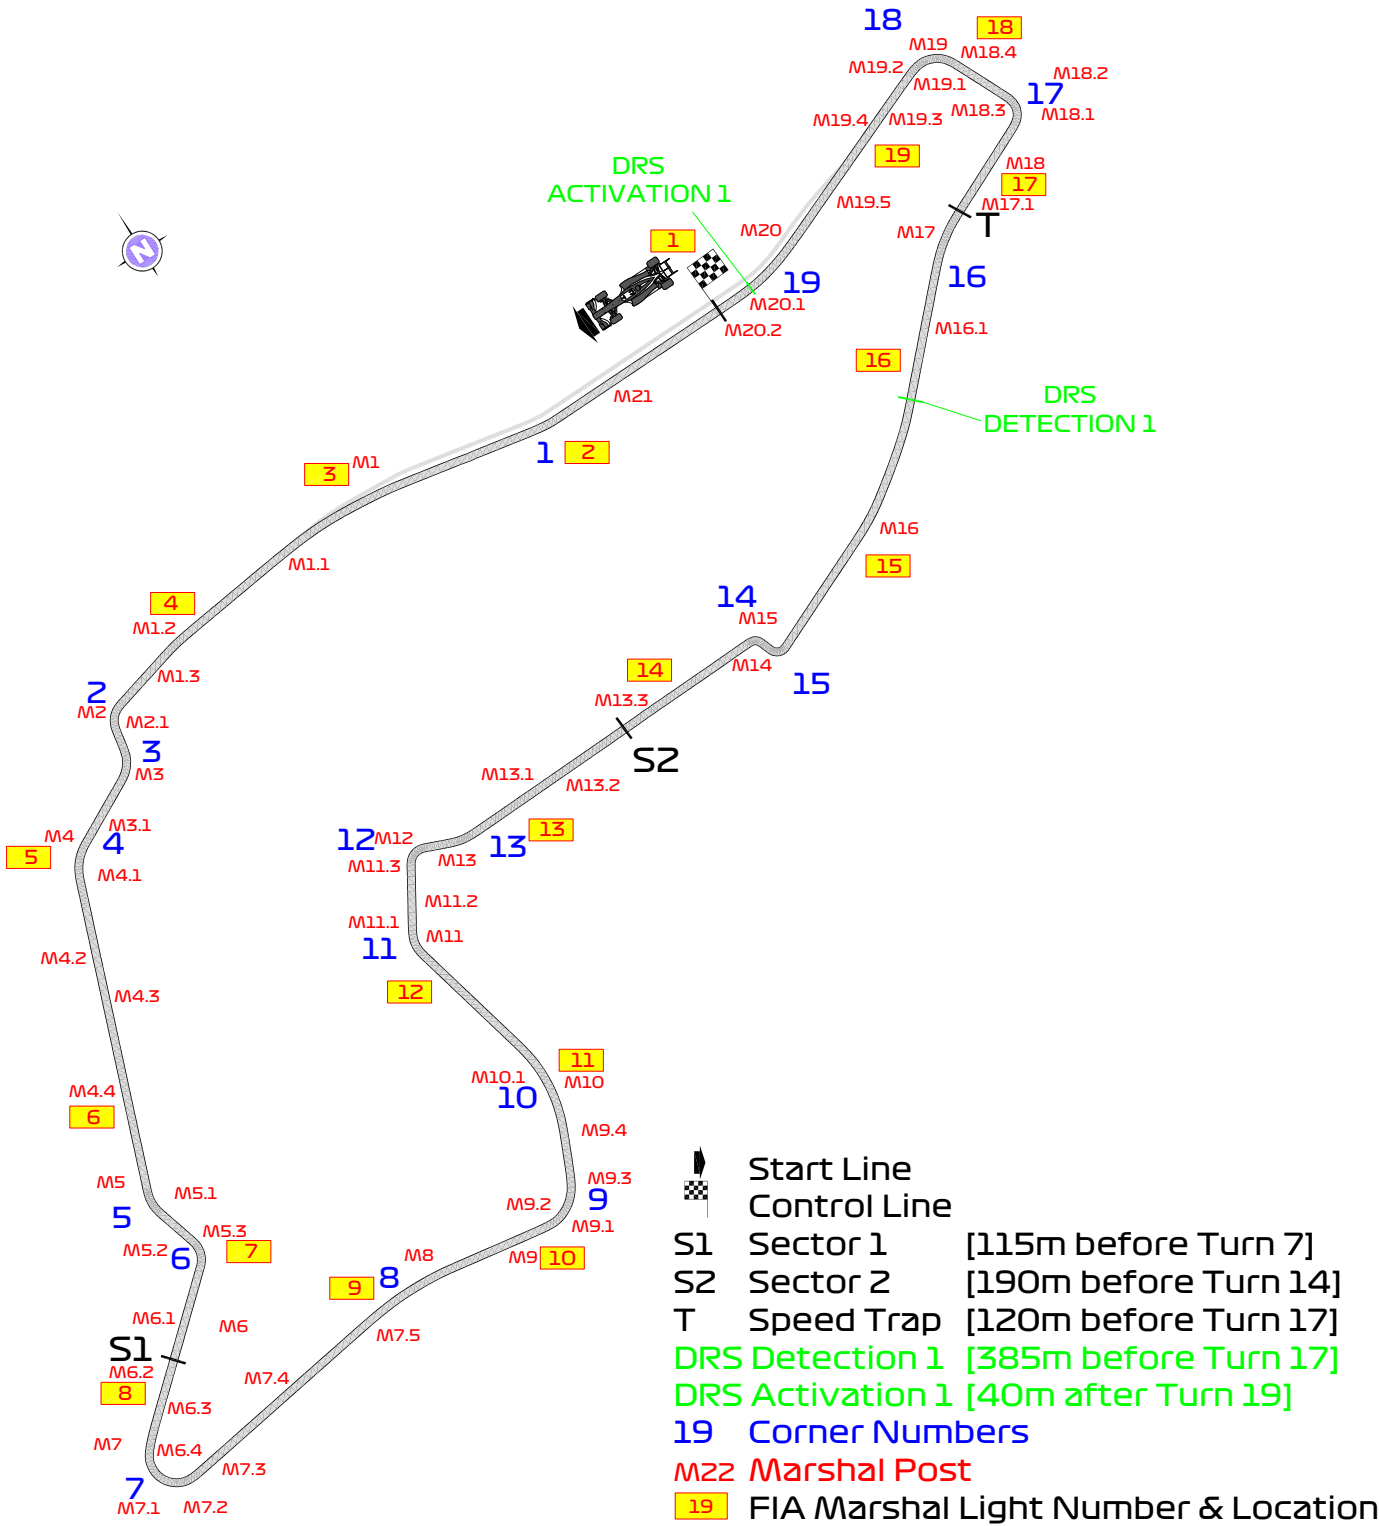 18
18
M19
M18.4
M19.2
M18.2
M19.1
17
M18.3
M18.1
M19.4
M19.3
19
DRS
ACTIVATION 1
M18
17
M19.5
M17.1
T
M17
M20
1
N
16
19
M20.1
M20.2
M16.1
16
DRS
DETECTION 1
M21
1
2
M1
3
M16
15
M1.1
4
M1.2
14
M15
M14
14
M1.3
15
2
M2
M2.1
M13.3
3
M3
S2
M13.1
M13.2
M3.1
M4
4
5
12
M12
13
13
M13
M11.3
M4.1
M11.2
M11.1
M11
11
M4.2
12
M4.3
11
M10.1
M10
10
M4.4
6
M9.4
M5
M5.1
M9.3
9
M9.2
M9.1
5
M5.3
M5.2
6
7
M8
M9
10
8
9
M6.1
M6
M7.5
S1
M6.2
8
M7.4
M6.3
M7
M6.4
M7.3
7
M7.1
M7.2
Start Line
Control Line
S1 Sector 1 [115m before Turn 7]
S2 Sector 2 [190m before Turn 14]
T Speed Trap [120m before Turn 17]
DRS Detection 1 [385m before Turn 17]
DRS Activation 1 [40m after Turn 19]
19 Corner Numbers
M22 Marshal Post
19 FIA Marshal Light Number & Location